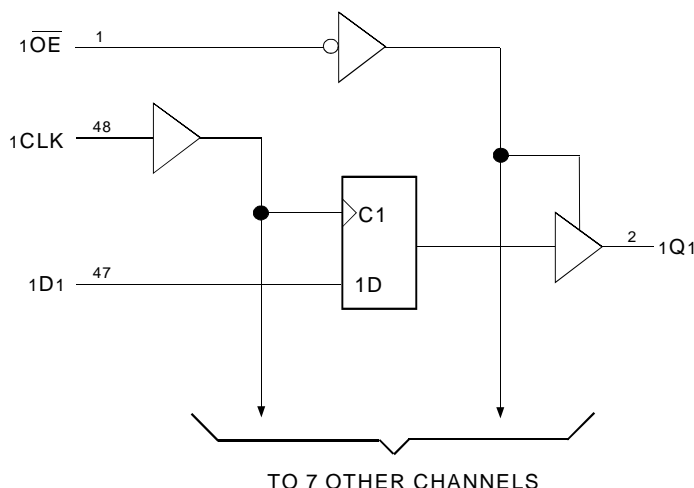 1OE 1
1CLK 48
C1
1D1 47
1D
2 1Q1
TO 7 OTHER CHANNELS